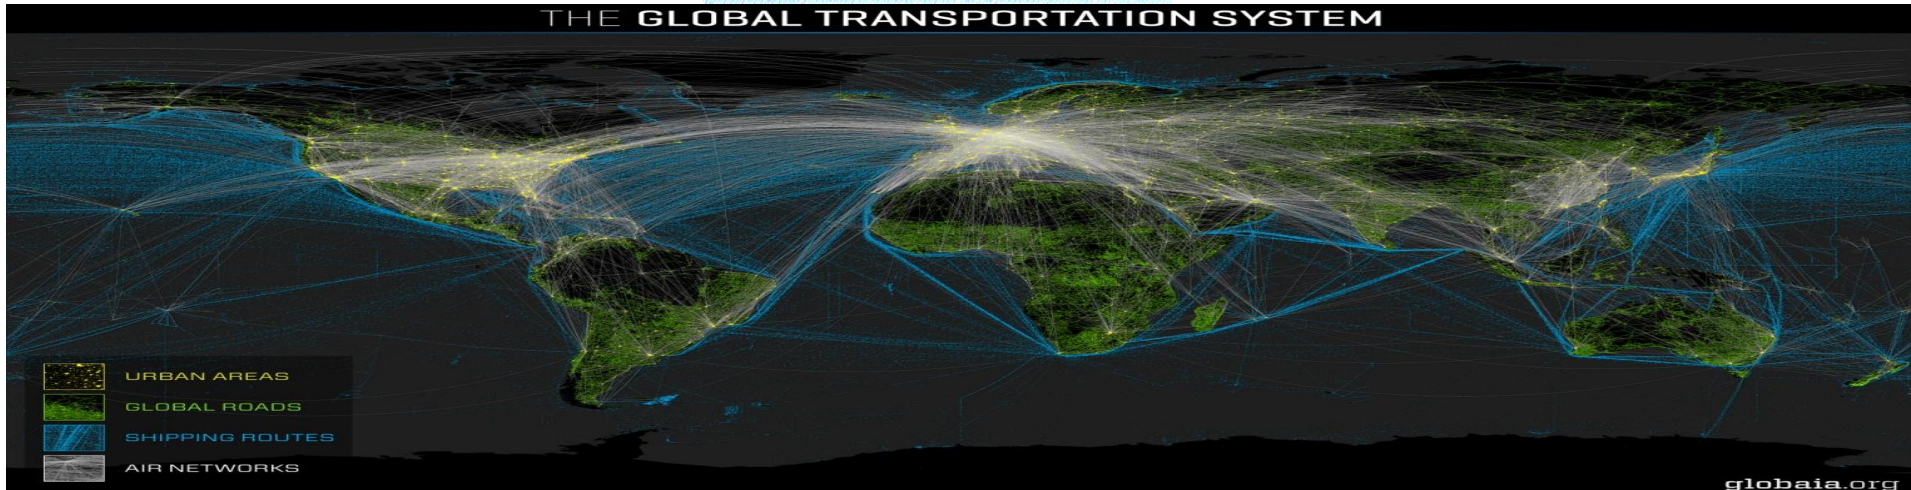 THE GLOBAL TRANSPORTATION SYSTEM
URBAN AREAS
GLOBAL ROADS
SHIPPING ROUTES
AIR NETWORKS
globaia.org